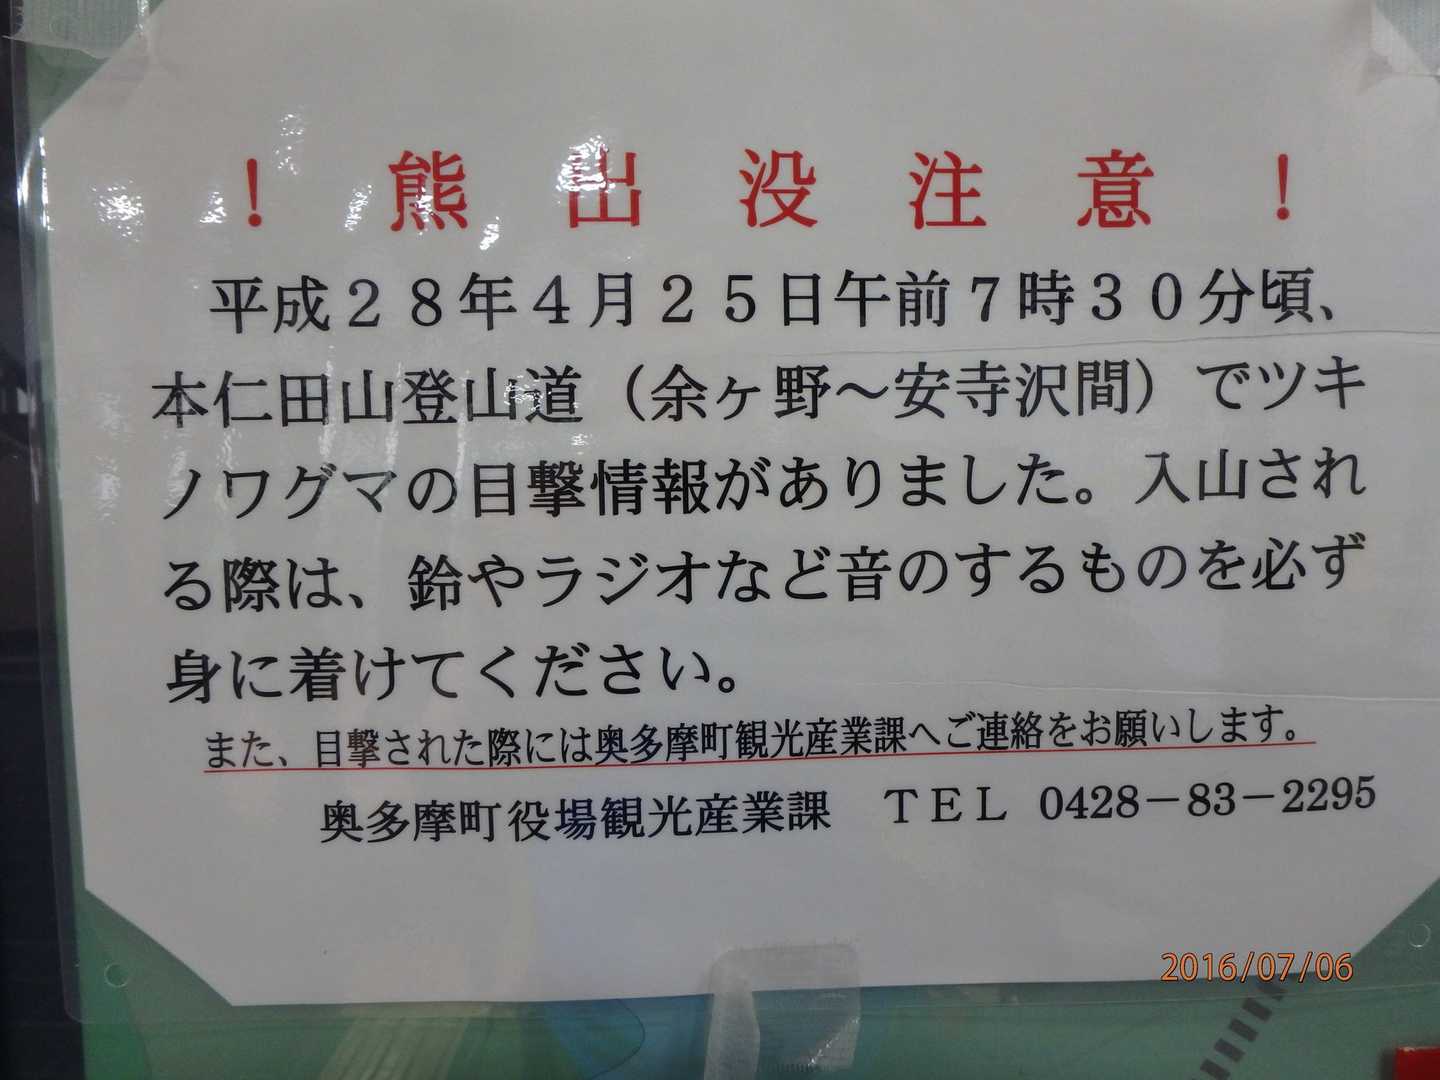 ！熊出没注意！
平成２８年４月２５日午前７時３０分頃、
本仁田山登山道（余ヶ野～安寺沢間）でツキ
ノワグマの目撃情報がありました。入山され
る際は、鈴やラジオなど音のするものを必ず
身に着けてください。
また、目撃された際には奥多摩町観光産業課へご連絡をお願いします。
奥多摩町役場観光産業課　ＴＥＬ 0428－83－2295
2016/07/06